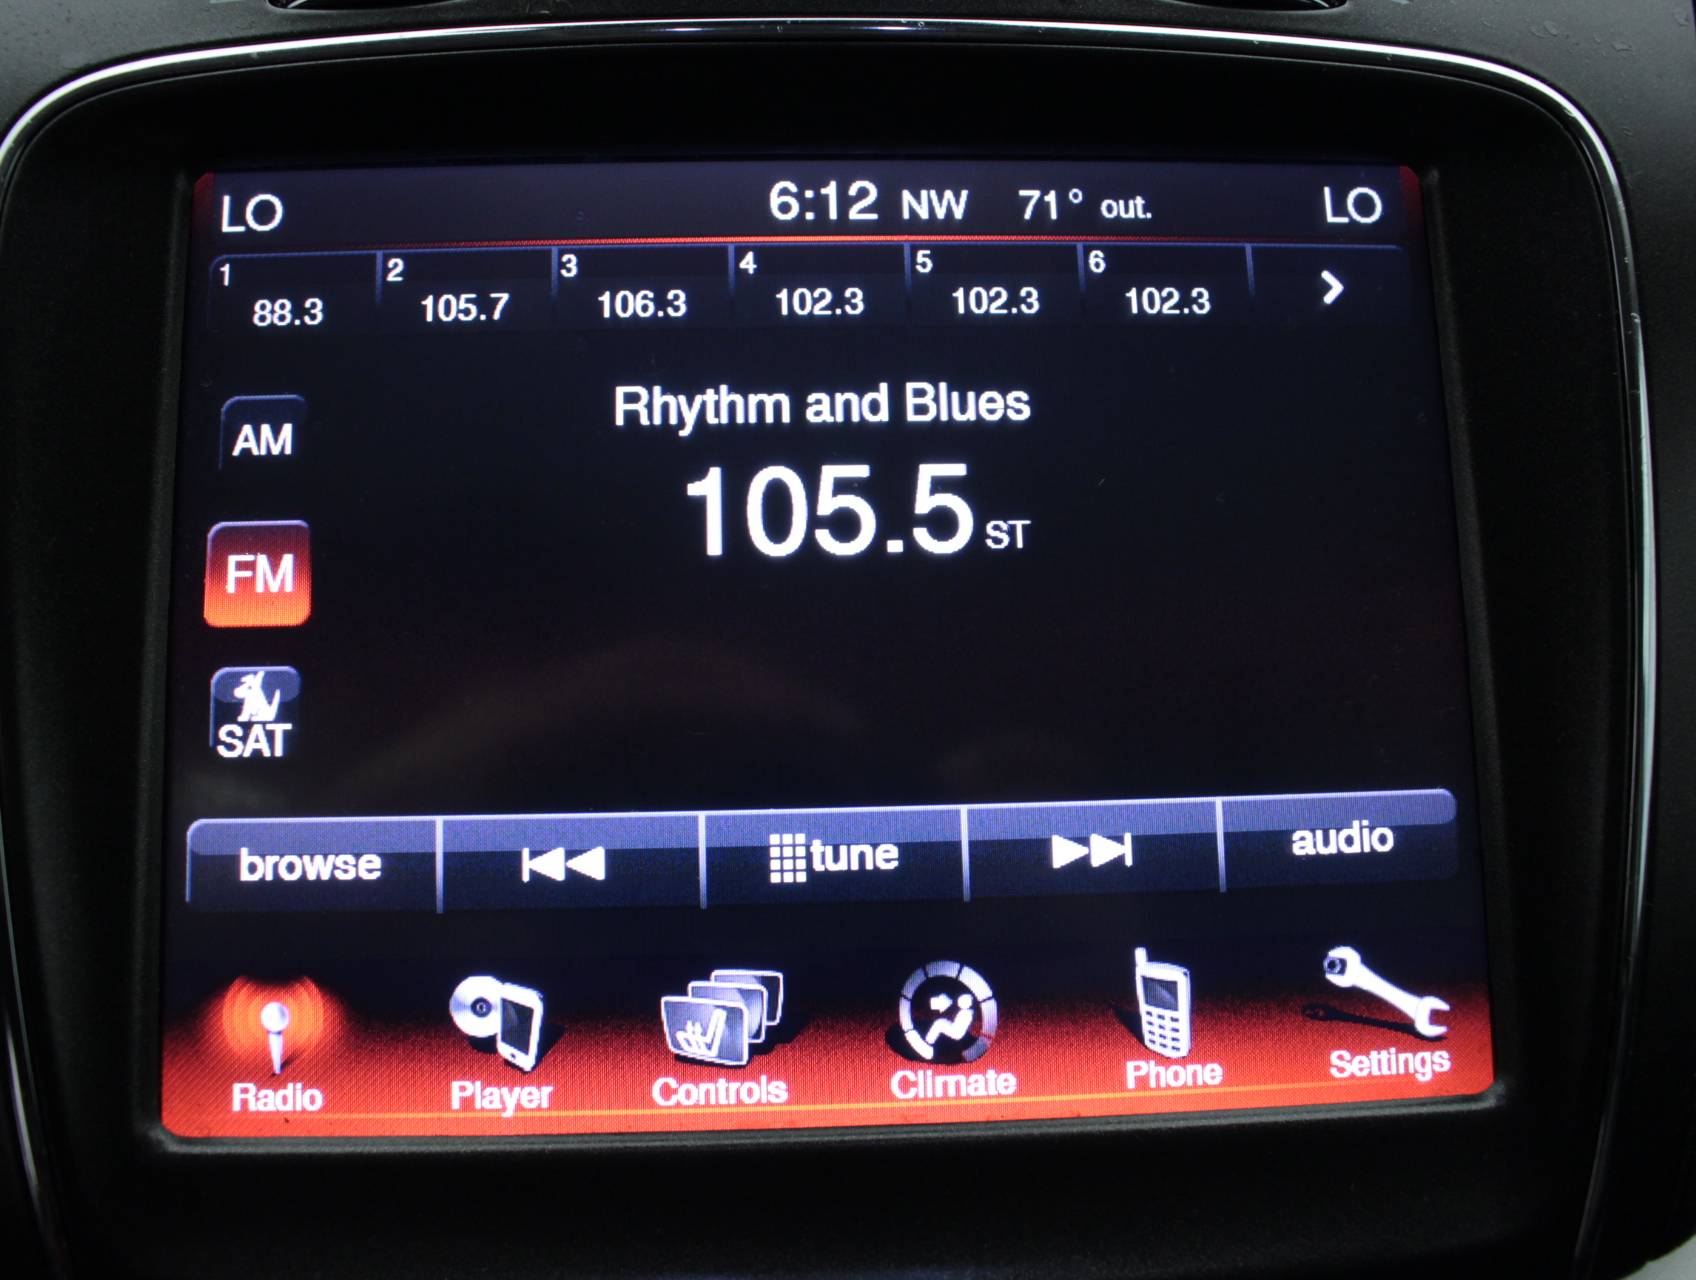 LO 6:12 NW 71° out. LO
1 2 3 4 5 6
88.3 105.7 106.3 102.3 102.3 102.3
Rhythm and Blues
105.5 ST
AM
FM
SAT
browse tune audio
Radio Player Controls Climate Phone Settings